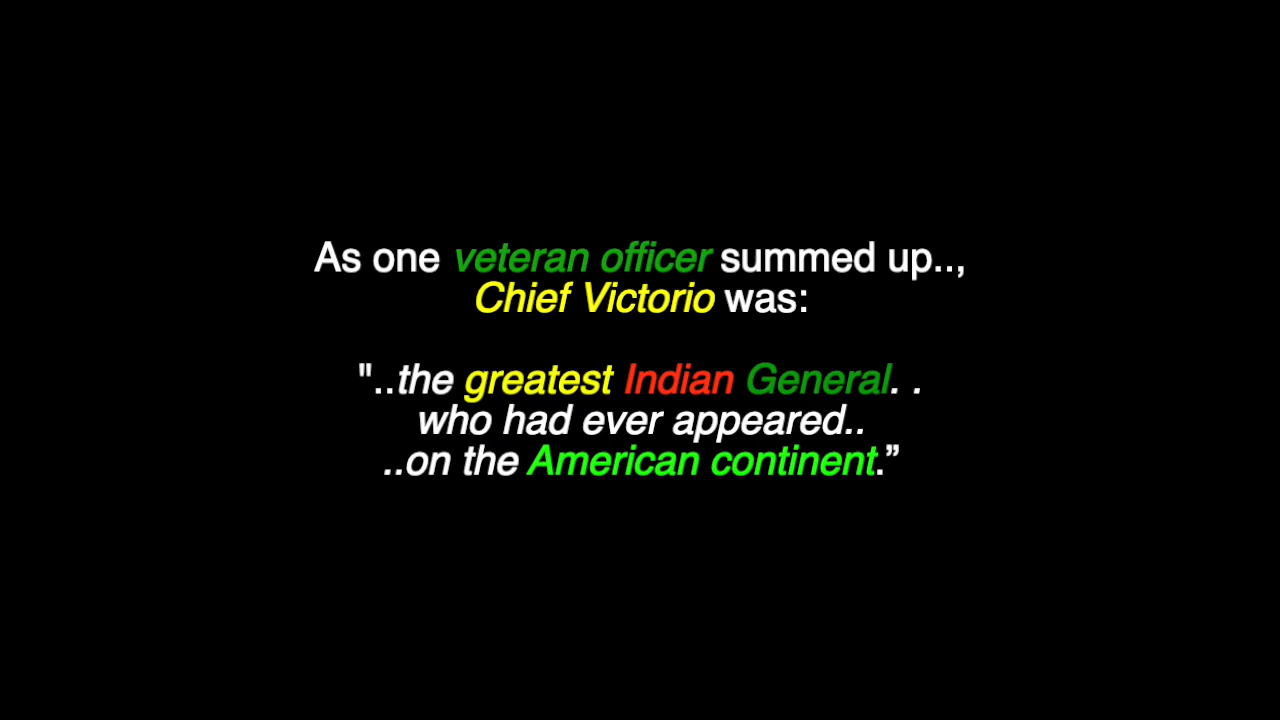 As one veteran officer summed up..,
Chief Victorio was:
"..the greatest Indian General. .
who had ever appeared..
..on the American continent.”